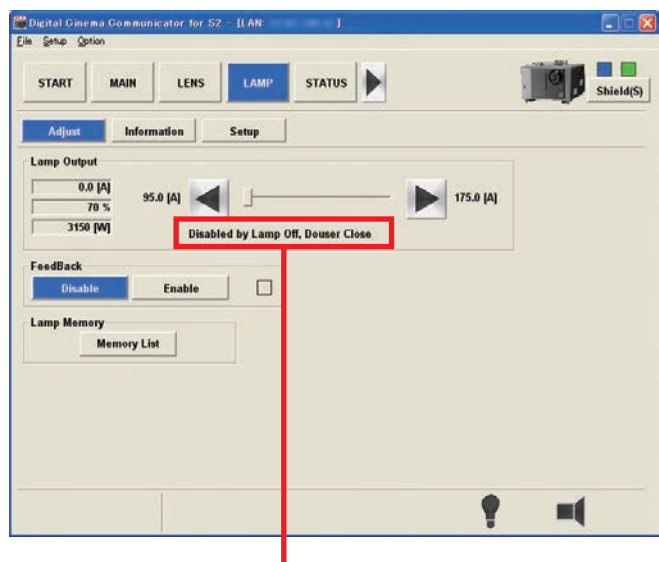 Digital Cinema Communicator for S2 - [LAN: ]
File Setup Option
START MAIN LENS LAMP STATUS Shield(S)
Adjust Information Setup
Lamp Output
0.0 [A]
70 %
3150 [W]
95.0 [A] 175.0 [A]
Disabled by Lamp Off, Douser Close
FeedBack
Disable Enable
Lamp Memory
Memory List